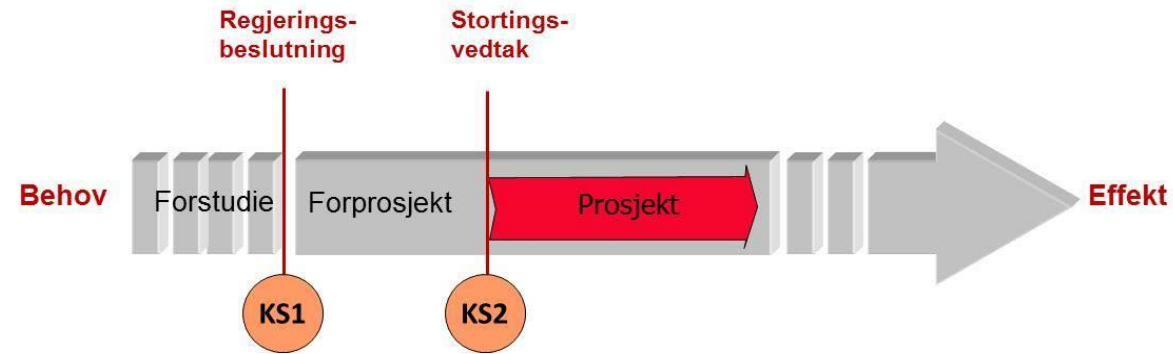 Regjerings-
beslutning
Stortings-
vedtak
Behov
Forstudie
Forprosjekt
Prosjekt
Effekt
KS1
KS2